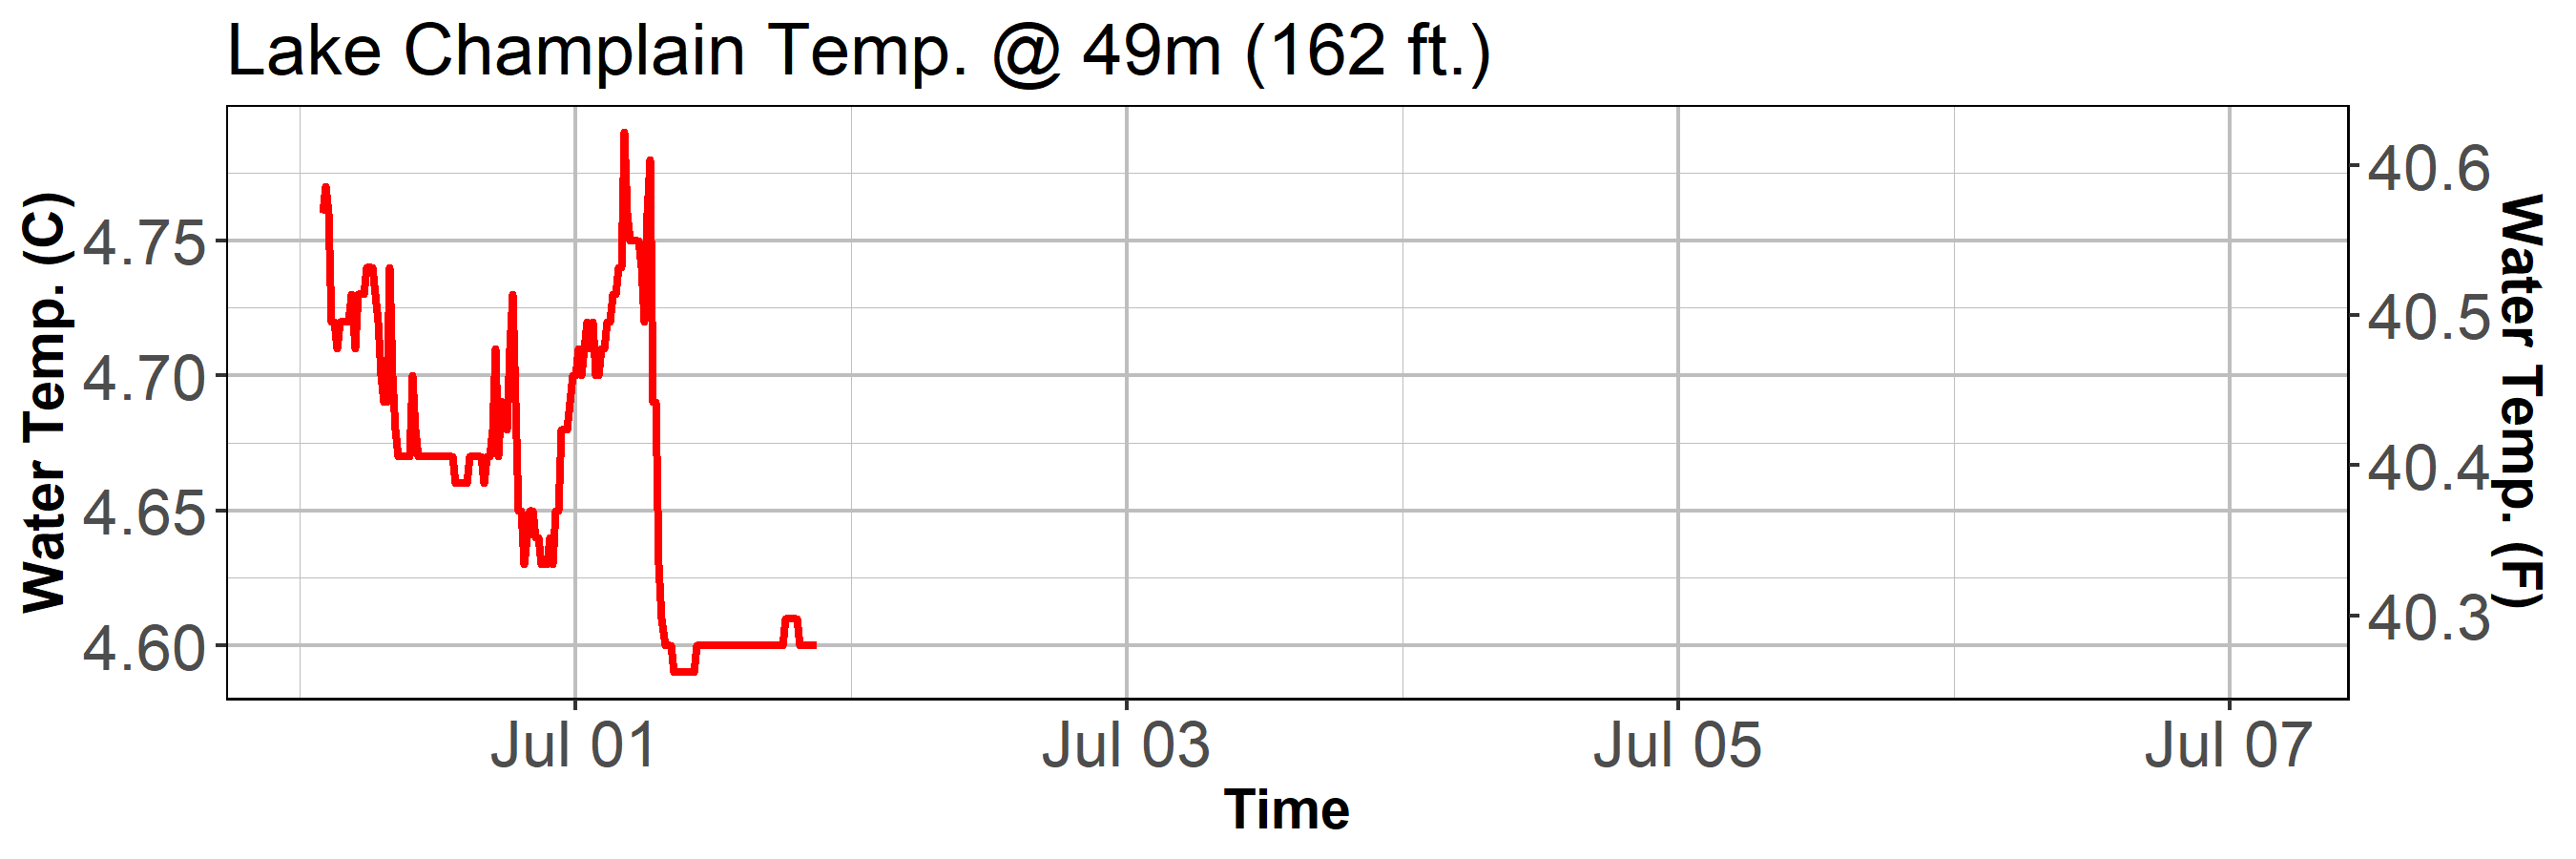 Lake Champlain Temp. @ 49m (162 ft.)
Water Temp. (C)
4.75
4.70
4.65
4.60
40.6
40.5
40.4
40.3
Water Temp. (F)
Jul 01 Jul 03 Jul 05 Jul 07
Time